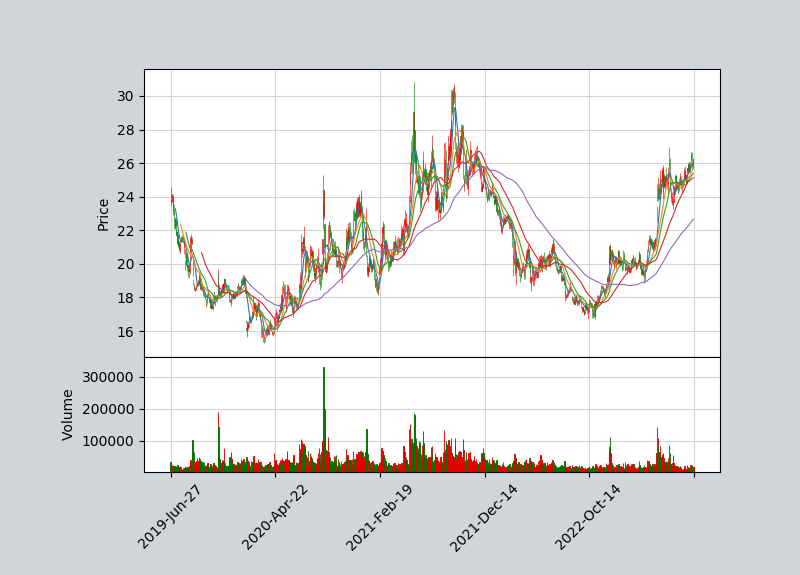 Price
30
28
26
24
22
20
18
16
Volume
300000
200000
100000
2019-Jun-27
2020-Apr-22
2021-Feb-19
2021-Dec-14
2022-Oct-14